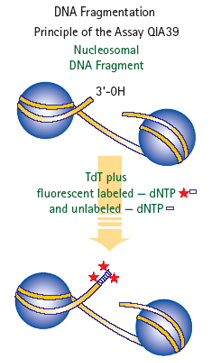 DNA Fragmentation
Principle of the Assay QIA39
Nucleosomal
DNA Fragment
3'-0H
TdT plus
fluorescent labeled – dNTP
and unlabeled – dNTP